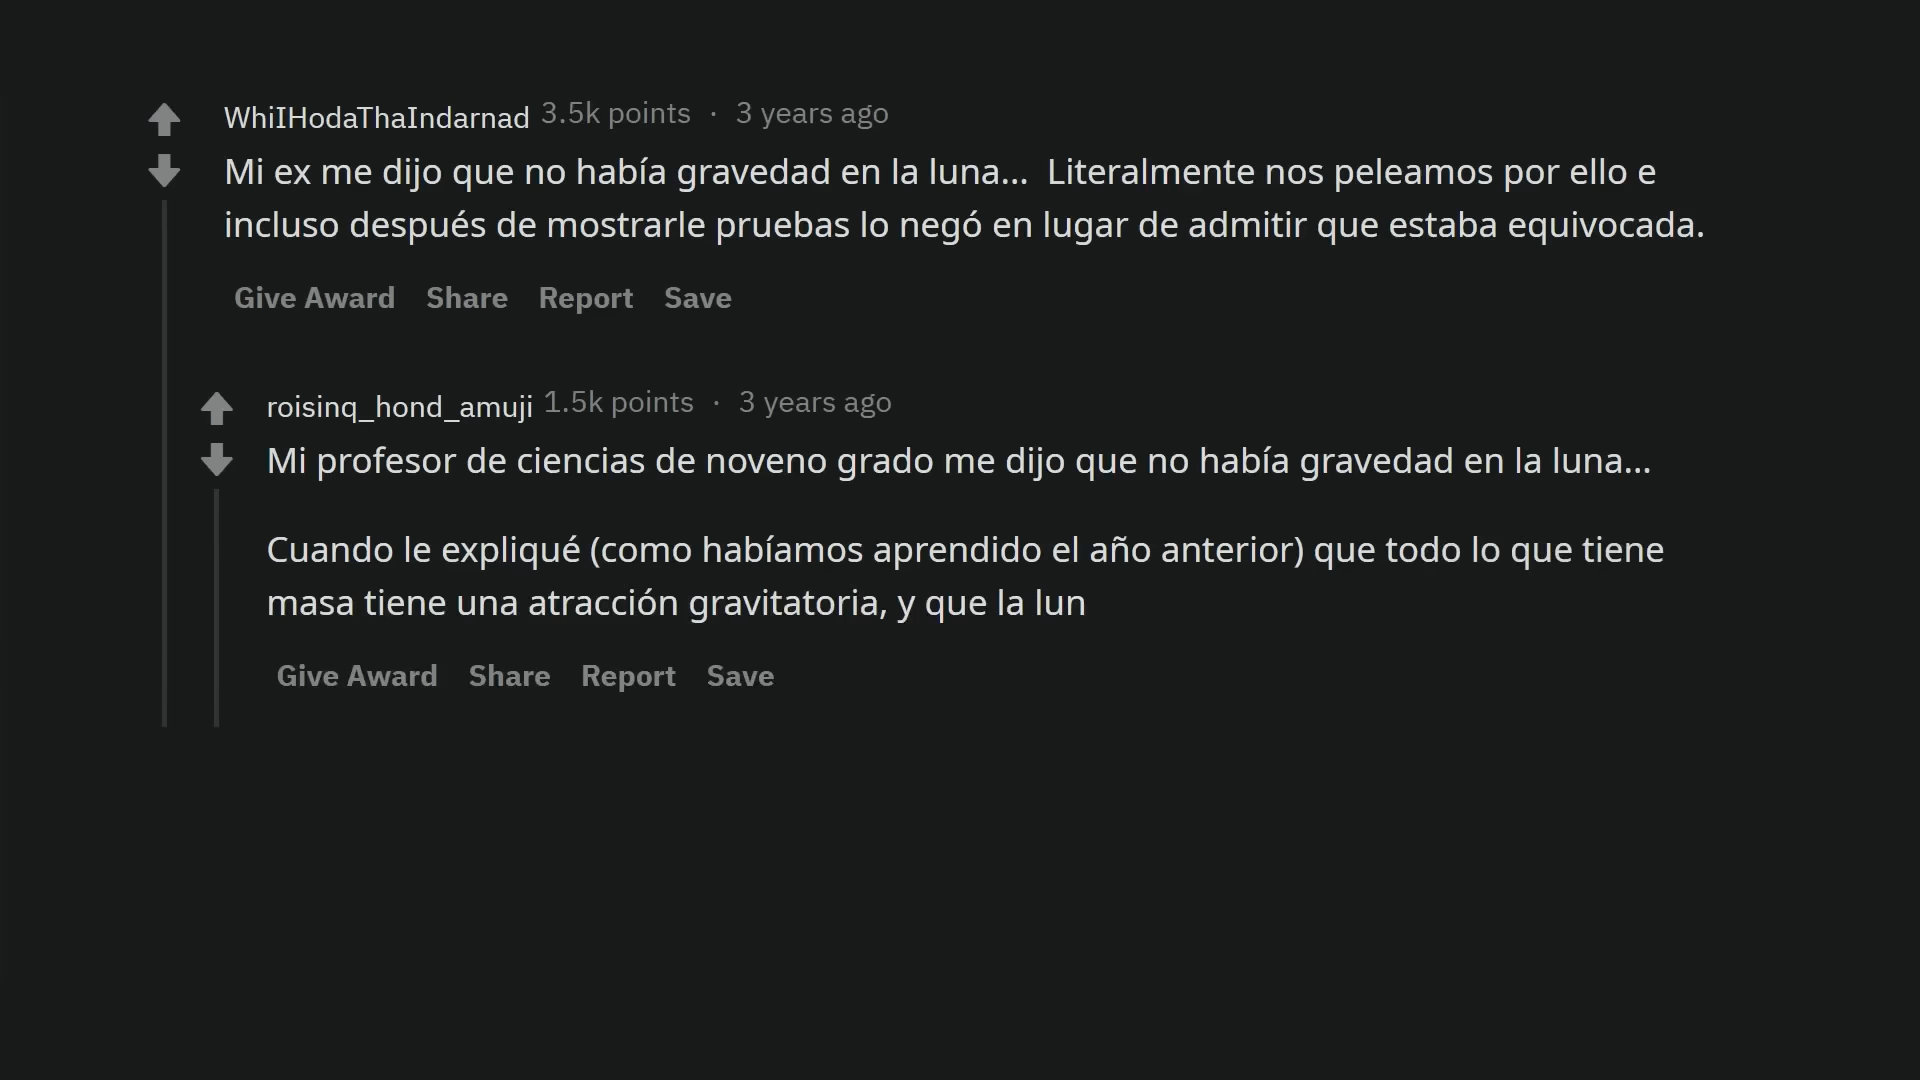 WhiIHodaThaIndarnad 3.5k points · 3 years ago
Mi ex me dijo que no había gravedad en la luna... Literalmente nos peleamos por ello e
incluso después de mostrarle pruebas lo negó en lugar de admitir que estaba equivocada.
Give Award Share Report Save
roisinq_hond_amuji 1.5k points · 3 years ago
Mi profesor de ciencias de noveno grado me dijo que no había gravedad en la luna...
Cuando le expliqué (como habíamos aprendido el año anterior) que todo lo que tiene
masa tiene una atracción gravitatoria, y que la lun
Give Award Share Report Save